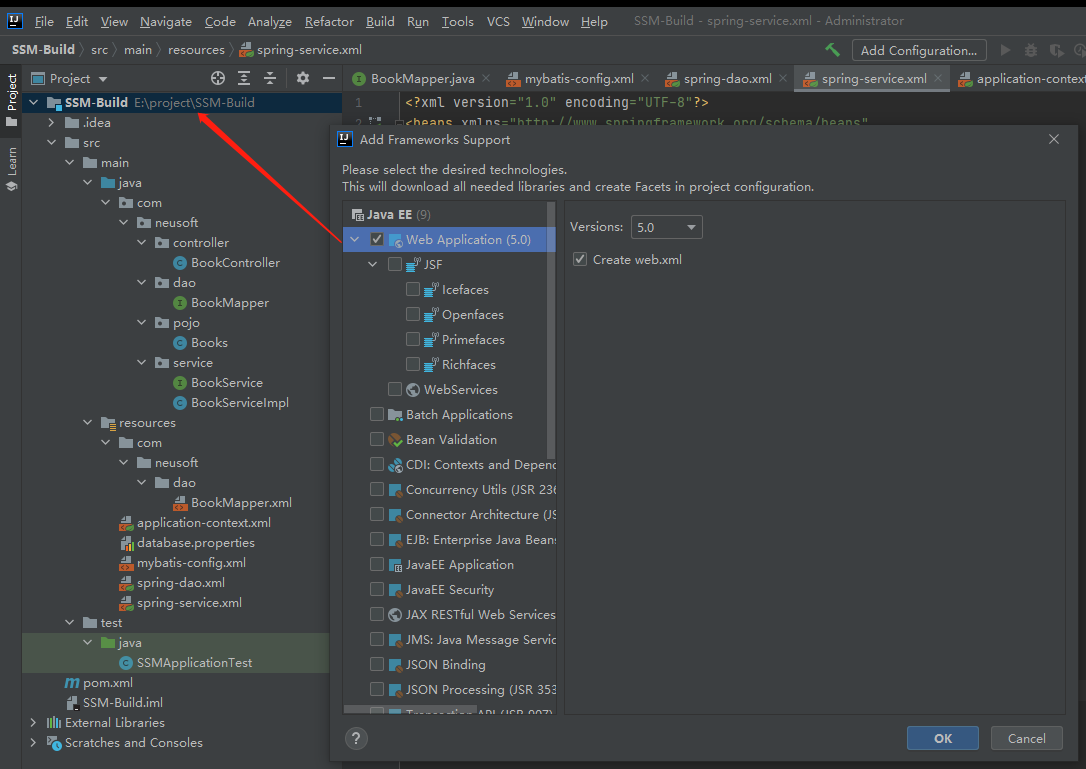 File Edit View Navigate Code Analyze Refactor Build Run Tools VCS Window Help SSM-Build - spring-service.xml - Administrator
SSM-Build src main resources spring-service.xml
Add Configuration...
Project
BookMapper.java mybatis-config.xml spring-dao.xml spring-service.xml application-context
Project
Learn
SSM-Build E:\project\SSM-Build
.idea
src
main
java
com
neusoft
controller
BookController
dao
BookMapper
pojo
Books
service
BookService
BookServiceImpl
resources
com
neusoft
dao
BookMapper.xml
application-context.xml
database.properties
mybatis-config.xml
spring-dao.xml
spring-service.xml
test
java
SSMApplicationTest
pom.xml
SSM-Build.iml
External Libraries
Scratches and Consoles
1 <?xml version="1.0" encoding="UTF-8"?>
2 <beans xmlns="http://www.springframework.org/schema/beans"
Add Frameworks Support
Please select the desired technologies.
This will download all needed libraries and create Facets in project configuration.
Java EE (9)
Web Application (5.0)
JSF
Icefaces
Openfaces
Primefaces
Richfaces
WebServices
Batch Applications
Bean Validation
CDI: Contexts and Depend
Concurrency Utils (JSR 236
Connector Architecture (JS
EJB: Enterprise Java Beans
JavaEE Application
JavaEE Security
JAX RESTful Web Services
JMS: Java Message Servic
JSON Binding
JSON Processing (JSR 353
Transaction API (JSR 907)
Versions: 5.0
Create web.xml
?
OK
Cancel